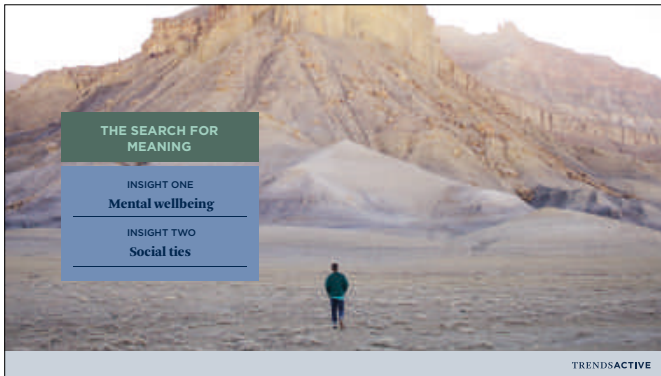 THE SEARCH FOR
MEANING
INSIGHT ONE
Mental wellbeing
INSIGHT TWO
Social ties
TRENDSACTIVE